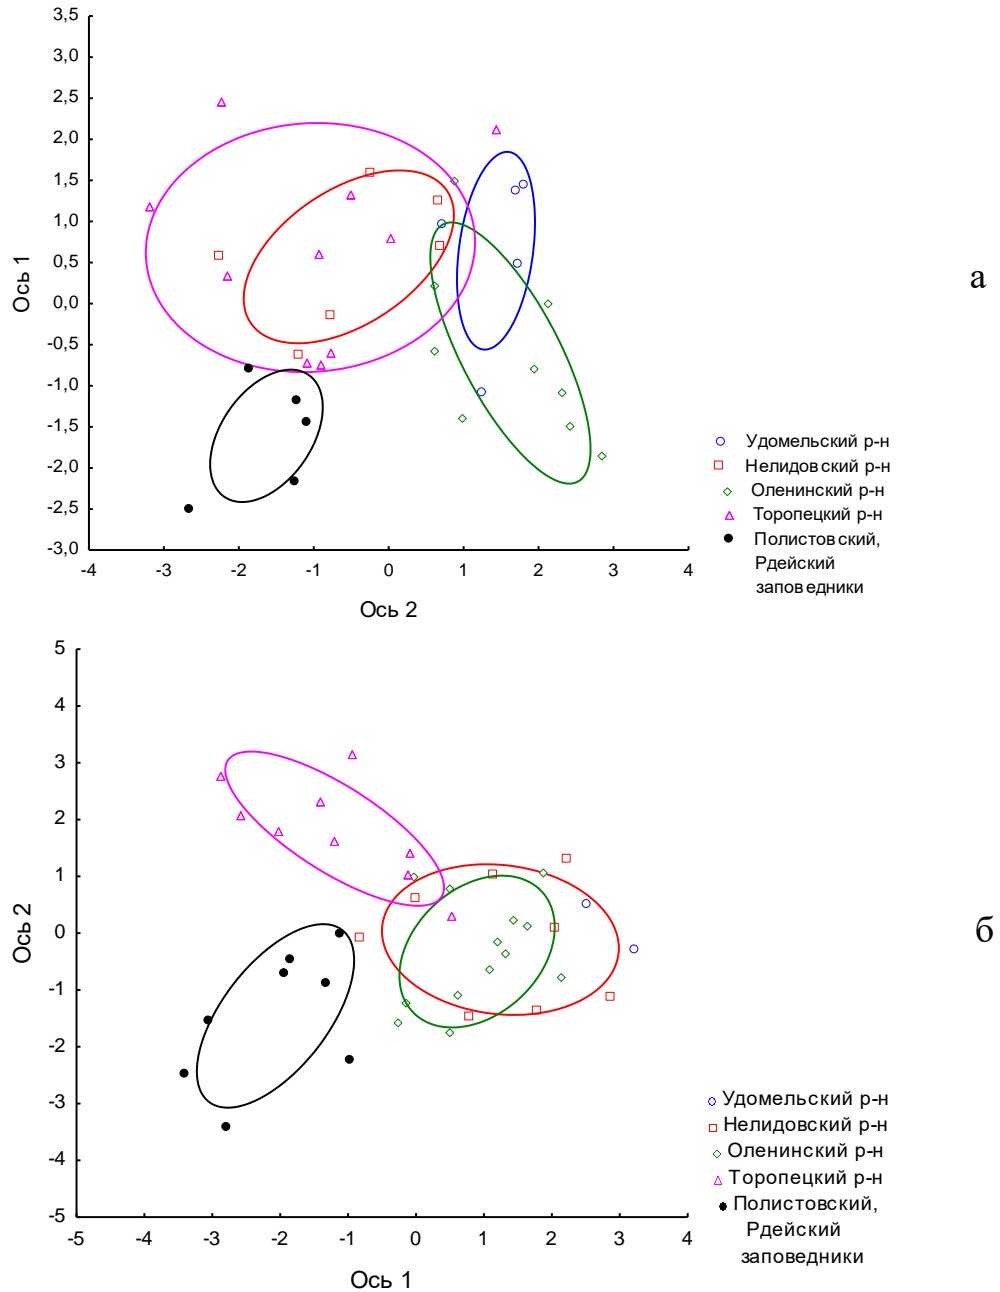 3,5
3,0
2,5
2,0
1,5
1,0
0,5
0,0
-0,5
-1,0
-1,5
-2,0
-2,5
-3,0
Ось 1
-4 -3 -2 -1 0 1 2 3 4
Ось 2
Удомельский р-н
Нелидовский р-н
Оленинский р-н
Торопецкий р-н
Полистовский,
Рдейский
заповедники
а
5
4
3
2
1
0
-1
-2
-3
-4
-5
Ось 2
-5 -4 -3 -2 -1 0 1 2 3 4
Ось 1
Удомельский р-н
Нелидовский р-н
Оленинский р-н
Торопецкий р-н
Полистовский,
Рдейский
заповедники
б